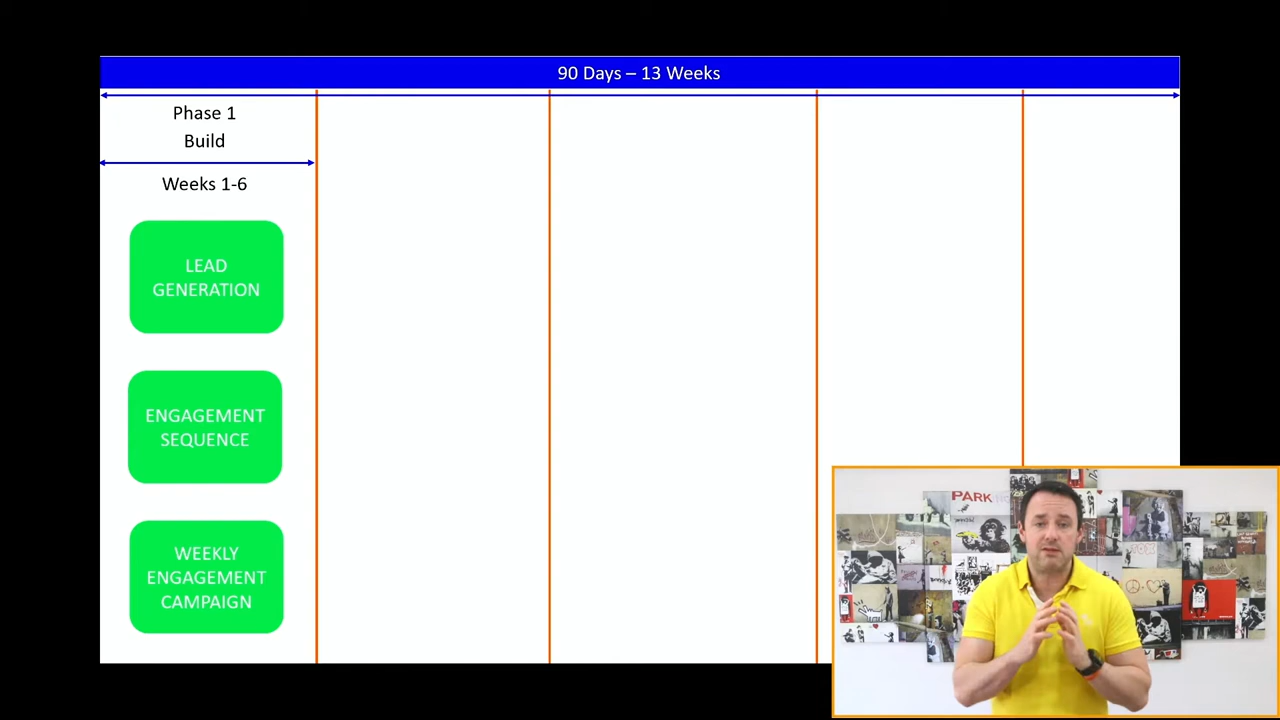 90 Days – 13 Weeks
Phase 1
Build
Weeks 1-6
LEAD
GENERATION
ENGAGEMENT
SEQUENCE
WEEKLY
ENGAGEMENT
CAMPAIGN
PARK